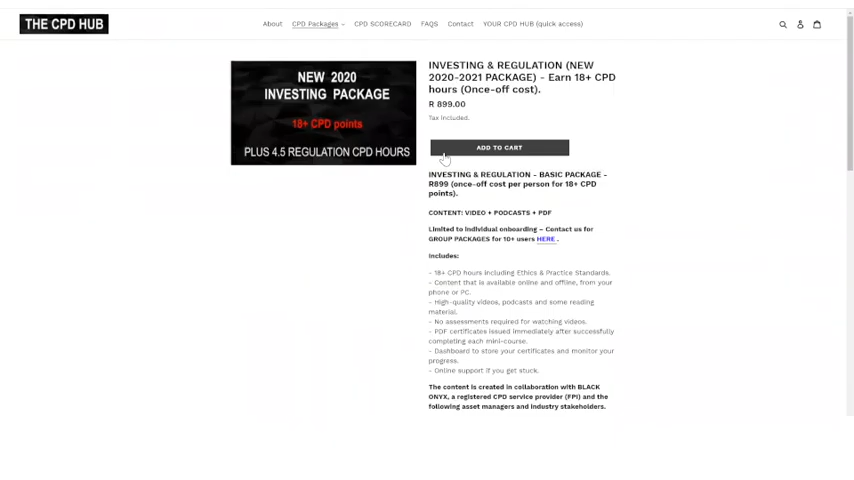 THE CPD HUB
About CPD Packages CPD SCORECARD FAQS Contact YOUR CPD HUB (quick access)
NEW 2020
INVESTING PACKAGE
18+ CPD points
PLUS 4.5 REGULATION CPD HOURS
INVESTING & REGULATION (NEW
2020-2021 PACKAGE) - Earn 18+ CPD
hours (Once-off cost).
R 899.00
Tax included.
ADD TO CART
INVESTING & REGULATION - BASIC PACKAGE -
R899 (once-off cost per person for 18+ CPD
points).
CONTENT: VIDEO + PODCASTS + PDF
Limited to individual onboarding – Contact us for
GROUP PACKAGES for 10+ users HERE .
Includes:
- 18+ CPD hours including Ethics & Practice Standards.
- Content that is available online and offline, from your
phone or PC.
- High-quality videos, podcasts and some reading
material.
- No assessments required for watching videos.
- PDF certificates issued immediately after successfully
completing each mini-course.
- Dashboard to store your certificates and monitor your
progress.
- Online support if you get stuck.
The content is created in collaboration with BLACK
ONYX, a registered CPD service provider (FPI) and the
following asset managers and industry stakeholders.